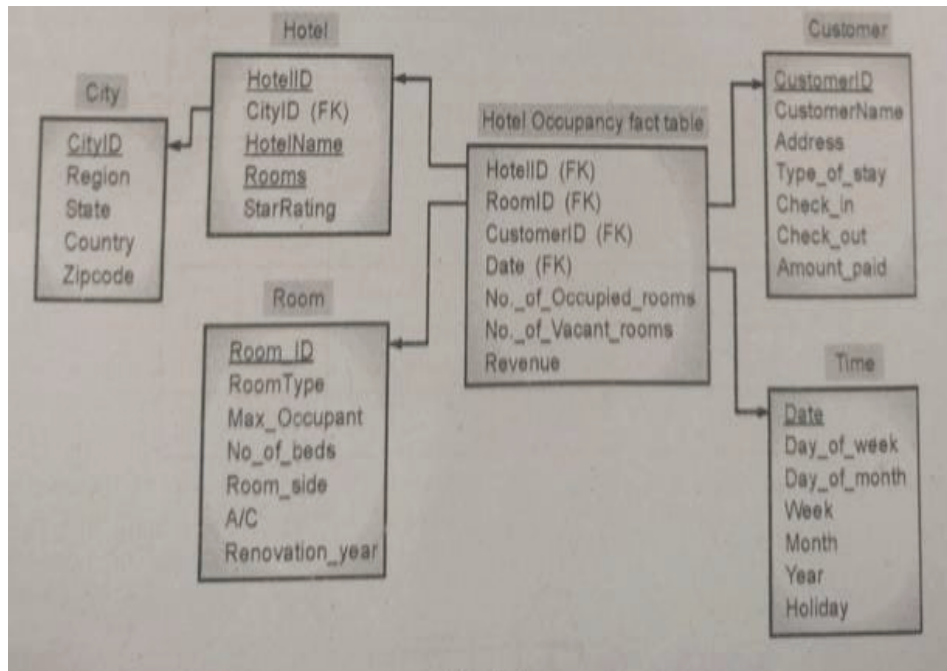 City
CityID
Region
State
Country
Zipcode
Hotel
HotelID
CityID (FK)
HotelName
Rooms
StarRating
Room
Room_ID
RoomType
Max_Occupant
No_of_beds
Room_side
A/C
Renovation_year
Hotel Occupancy fact table
HotelID (FK)
RoomID (FK)
CustomerID (FK)
Date (FK)
No._of_Occupied_rooms
No._of_Vacant_rooms
Revenue
Customer
CustomerID
CustomerName
Address
Type_of_stay
Check_in
Check_out
Amount_paid
Time
Date
Day_of_week
Day_of_month
Week
Month
Year
Holiday